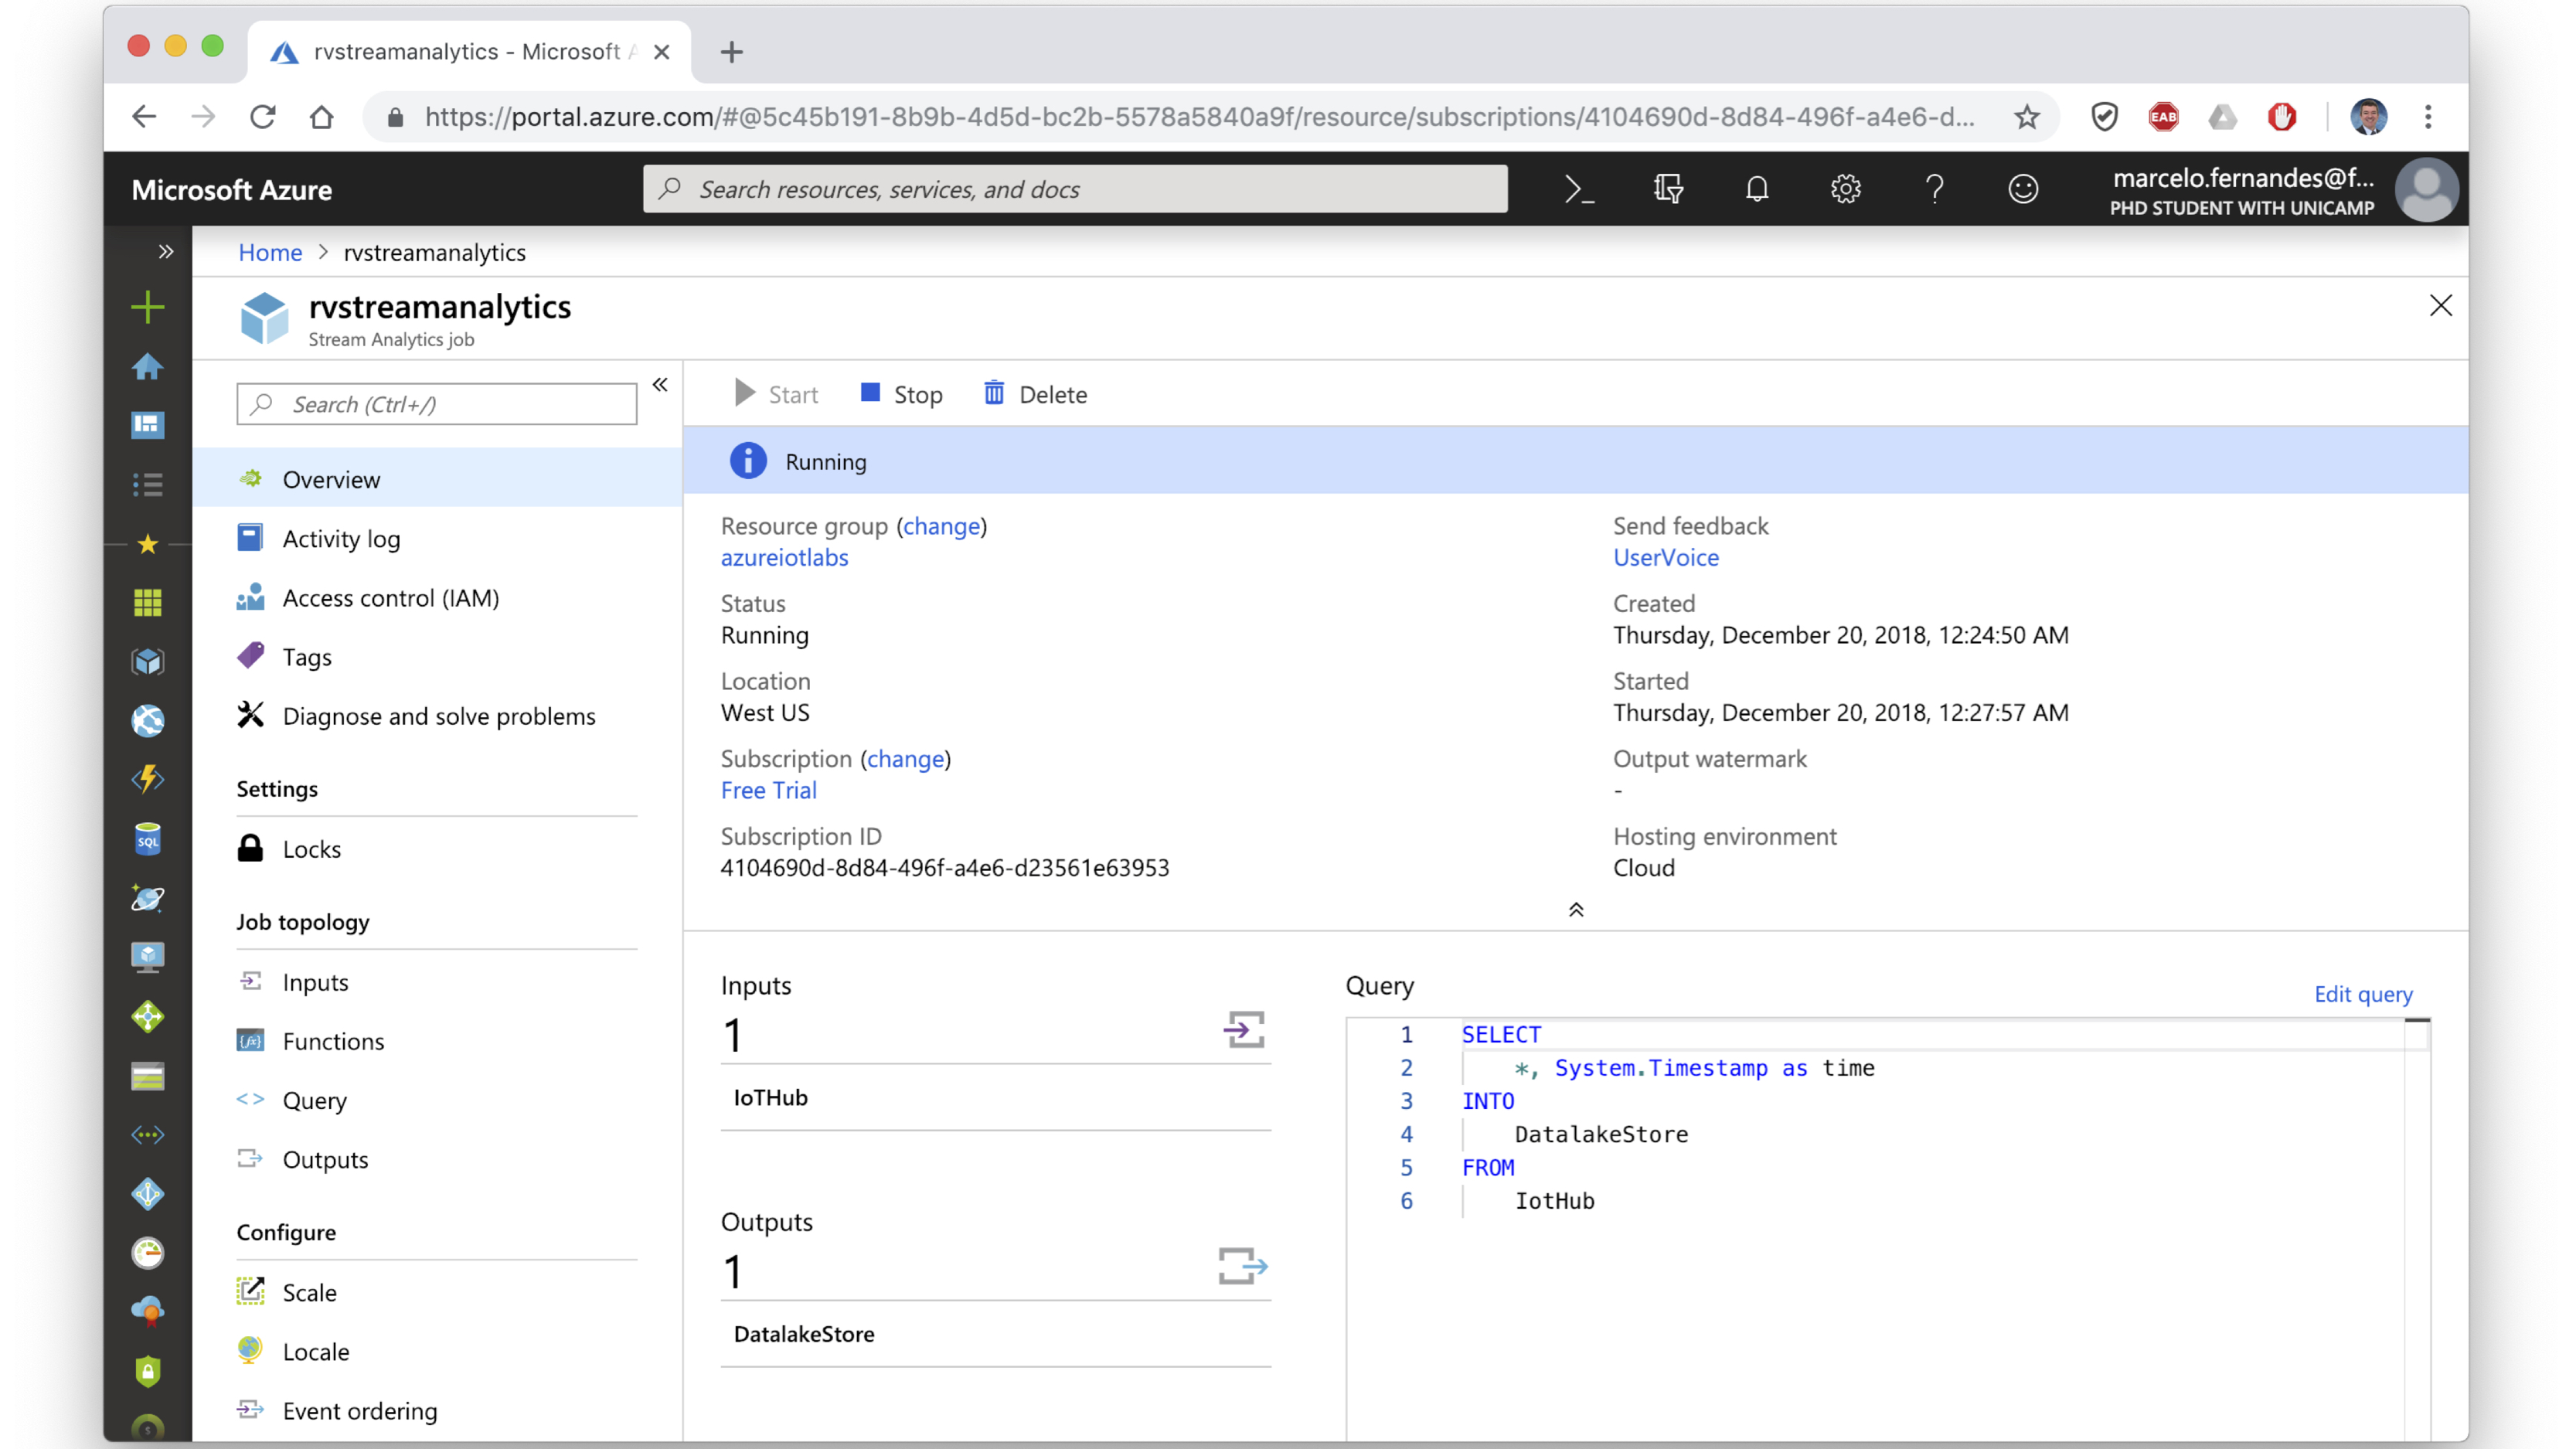 rvstreamanalytics - Microsoft A
https://portal.azure.com/#@5c45b191-8b9b-4d5d-bc2b-5578a5840a9f/resource/subscriptions/4104690d-8d84-496f-a4e6-d...
EAB
Microsoft Azure
Search resources, services, and docs
marcelo.fernandes@f...
PHD STUDENT WITH UNICAMP
Home > rvstreamanalytics
rvstreamanalytics
Stream Analytics job
Search (Ctrl+/)
Overview
Activity log
Access control (IAM)
Tags
Diagnose and solve problems
Settings
Locks
Job topology
Inputs
Functions
Query
Outputs
Configure
Scale
Locale
Event ordering
SQL
Start Stop Delete
Running
Resource group (change)
azureiotlabs
Status
Running
Location
West US
Subscription (change)
Free Trial
Subscription ID
4104690d-8d84-496f-a4e6-d23561e63953
Send feedback
UserVoice
Created
Thursday, December 20, 2018, 12:24:50 AM
Started
Thursday, December 20, 2018, 12:27:57 AM
Output watermark
-
Hosting environment
Cloud
Inputs
1
IoTHub
Outputs
1
DatalakeStore
Query
Edit query
1 SELECT
2 *, System.Timestamp as time
3 INTO
4 DatalakeStore
5 FROM
6 IotHub